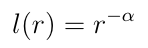 l(r) = r^{-α}